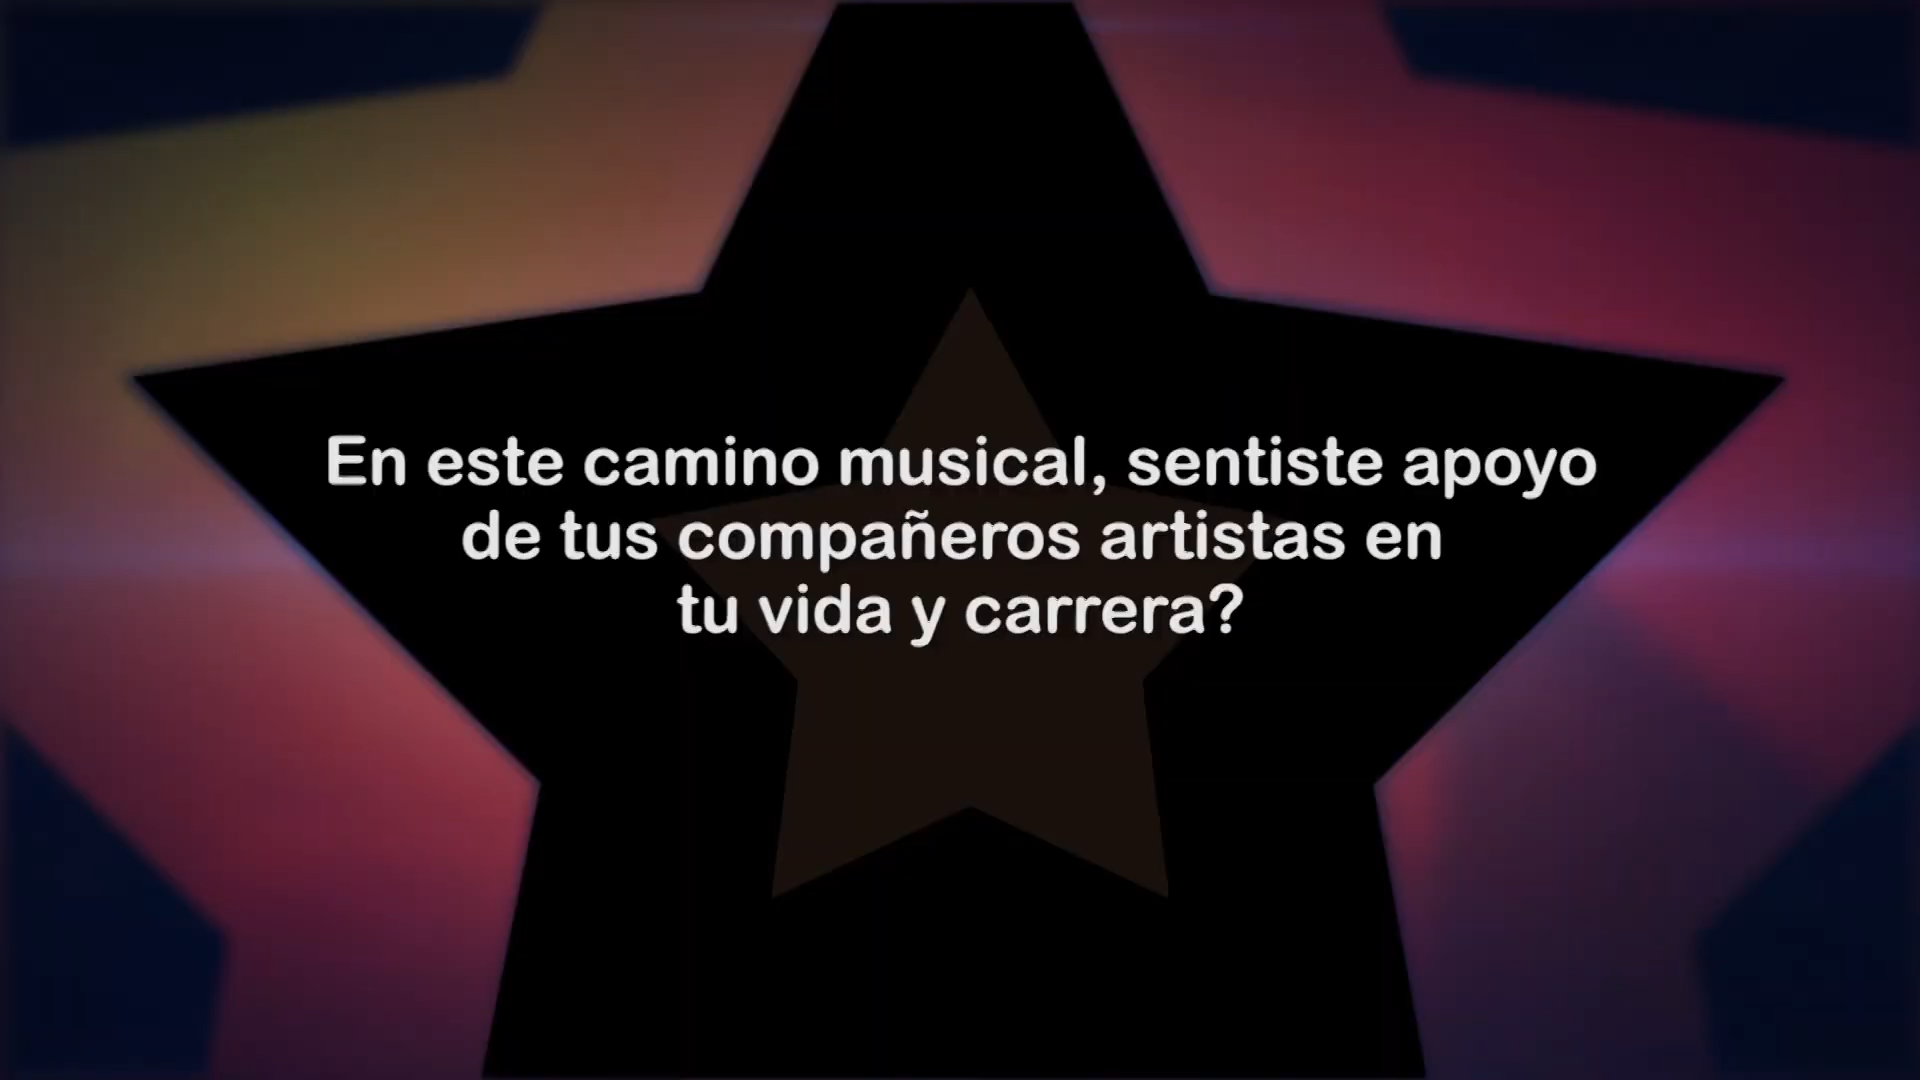 En este camino musical, sentiste apoyo
de tus compañeros artistas en
tu vida y carrera?